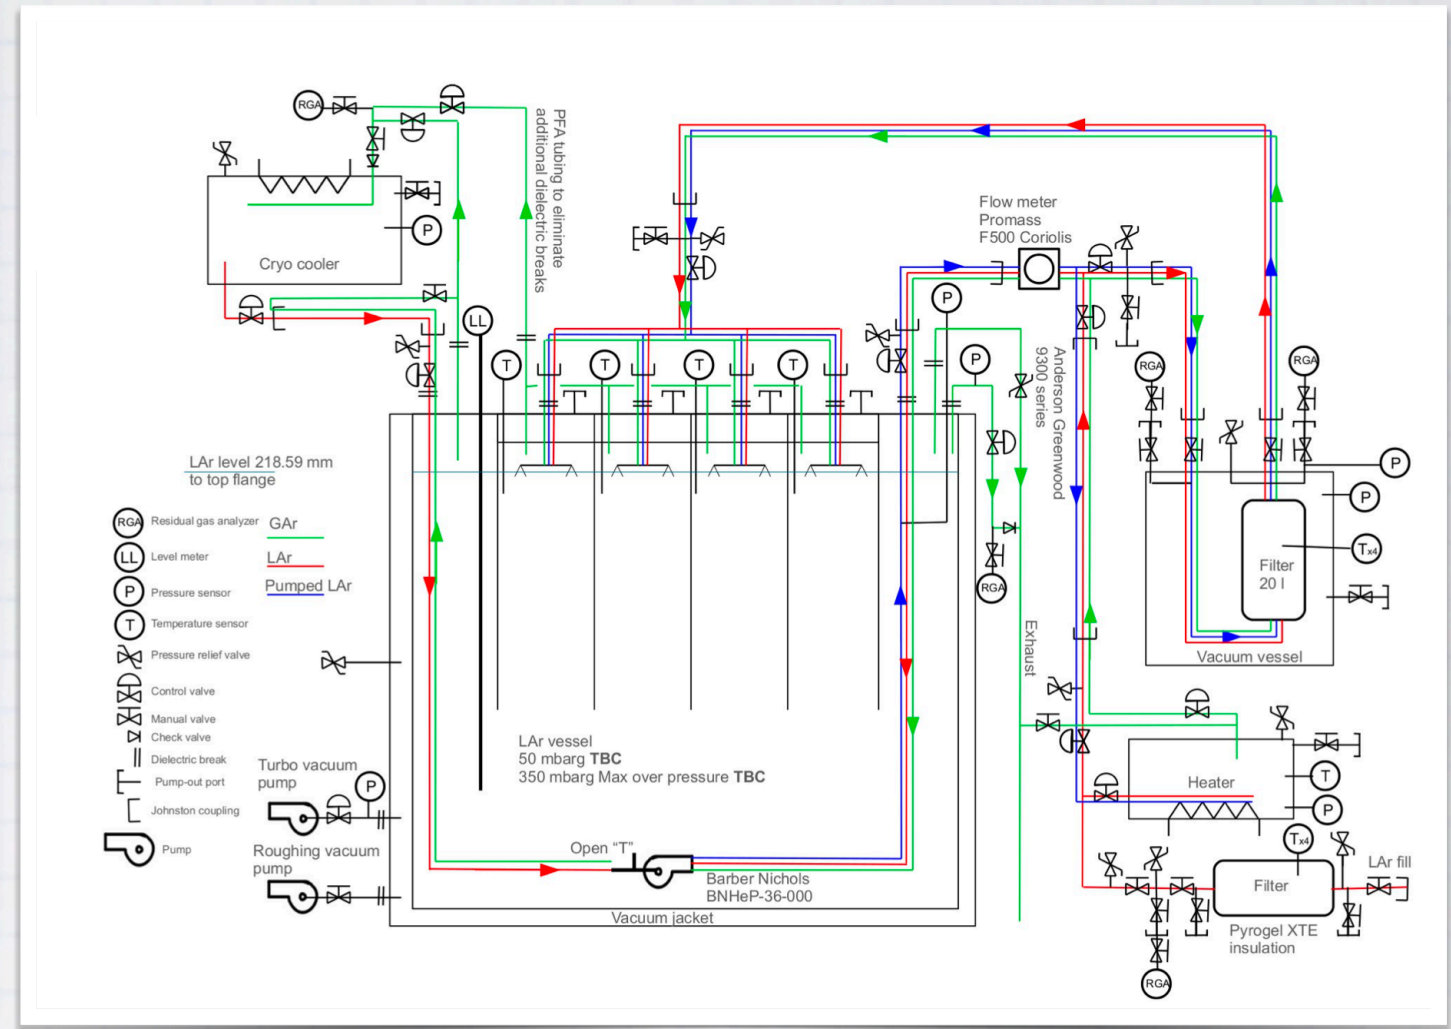 RGA
PFA tubing to eliminate
additional dielectric breaks
Cryo cooler
P
LL
T
T
T
T
P
P
Flow meter
Promass
F500 Coriolis
Anderson Greenwood
9300 series
RGA
RGA
P
P
Tx4
Filter
20 l
Vacuum vessel
LAr level 218.59 mm
to top flange
RGA Residual gas analyzer
LL Level meter
P Pressure sensor
T Temperature sensor
Pressure relief valve
Control valve
Manual valve
Check valve
Dielectric break
Pump-out port
Johnston coupling
Pump
GAr
LAr
Pumped LAr
RGA
Exhaust
LAr vessel
50 mbarg TBC
350 mbarg Max over pressure TBC
Turbo vacuum
pump
P
Roughing vacuum
pump
Open “T”
Barber Nichols
BNHeP-36-000
Vacuum jacket
Heater
T
P
Tx4
LAr fill
Filter
Pyrogel XTE
insulation
RGA